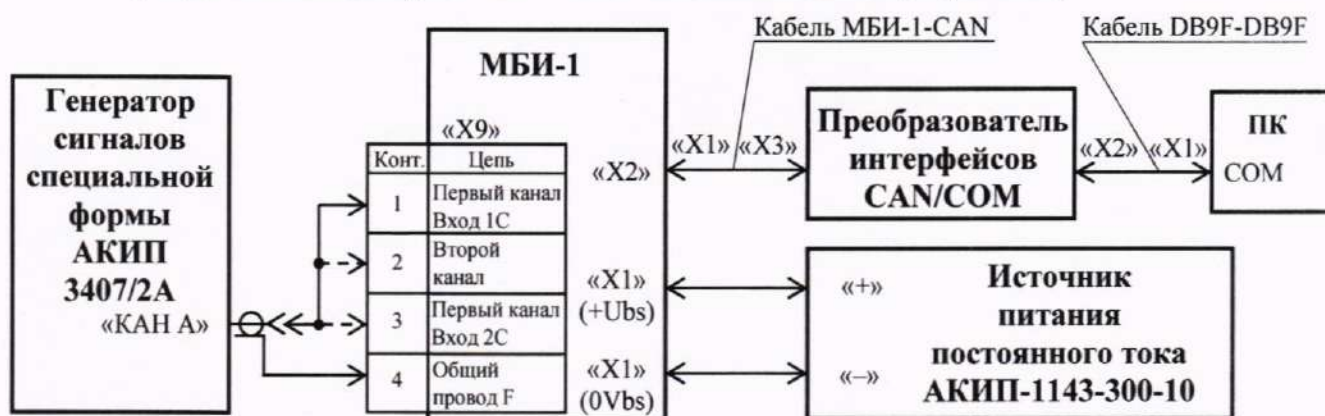 Кабель МБИ-1-CAN
Кабель DB9F-DB9F
Генератор
сигналов
специальной
формы
АКИП
3407/2А
«КАН А»
МБИ-1
«X9»
Конт.
Цепь
1
Первый канал
Вход 1С
2
Второй
канал
3
Первый канал
Вход 2С
4
Общий
провод F
«X2»
«X1»
(+Ubs)
«X1»
(0Vbs)
«X1» «X3»
Преобразователь
интерфейсов
CAN/COM
«X2» «X1»
ПК
COM
«+»
«–»
Источник
питания
постоянного тока
АКИП-1143-300-10